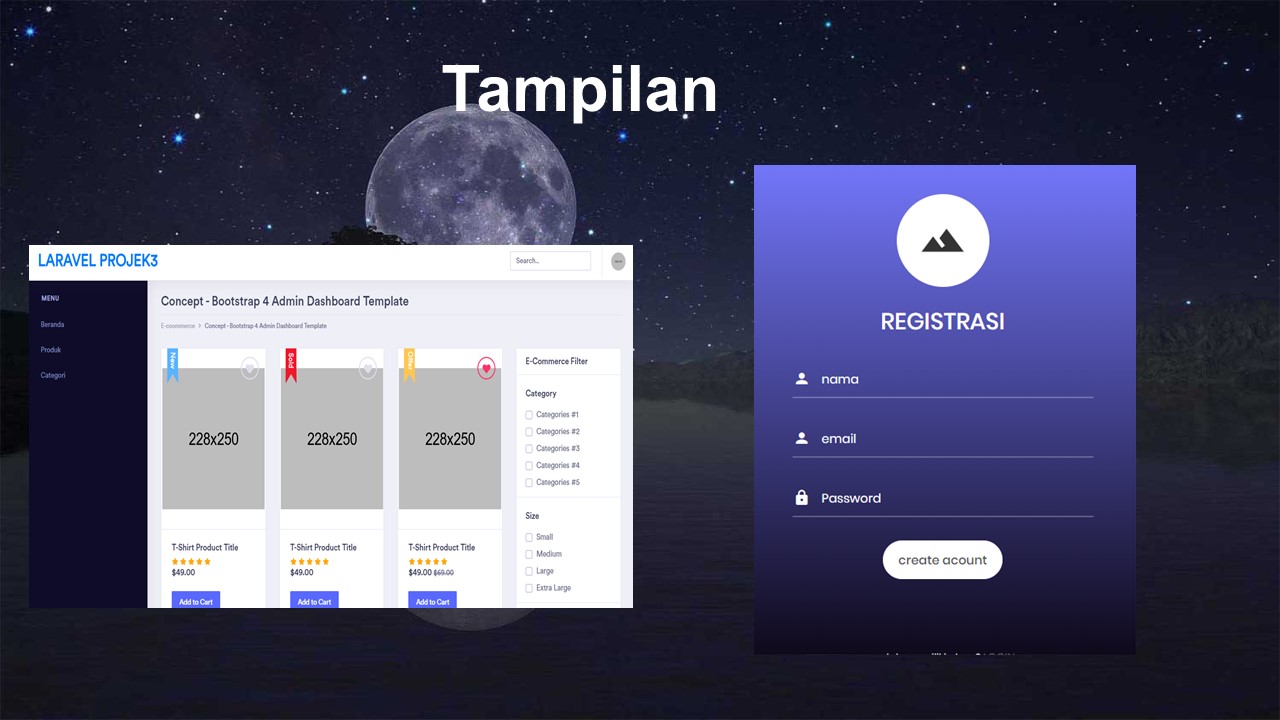 Tampilan
LARAVEL PROJEK3
Search..
MENU
Beranda
Produk
Categori
Concept - Bootstrap 4 Admin Dashboard Template
E-coommerce > Concept - Bootstrap 4 Admin Dashboard Template
New
Sold
Offer
228x250
228x250
228x250
T-Shirt Product Title
$49.00
Add to Cart
T-Shirt Product Title
$49.00
Add to Cart
T-Shirt Product Title
$49.00 $69.00
Add to Cart
E-Commerce Filter
Category
Categories #1
Categories #2
Categories #3
Categories #4
Categories #5
Size
Small
Medium
Large
Extra Large
REGISTRASI
nama
email
Password
create acount